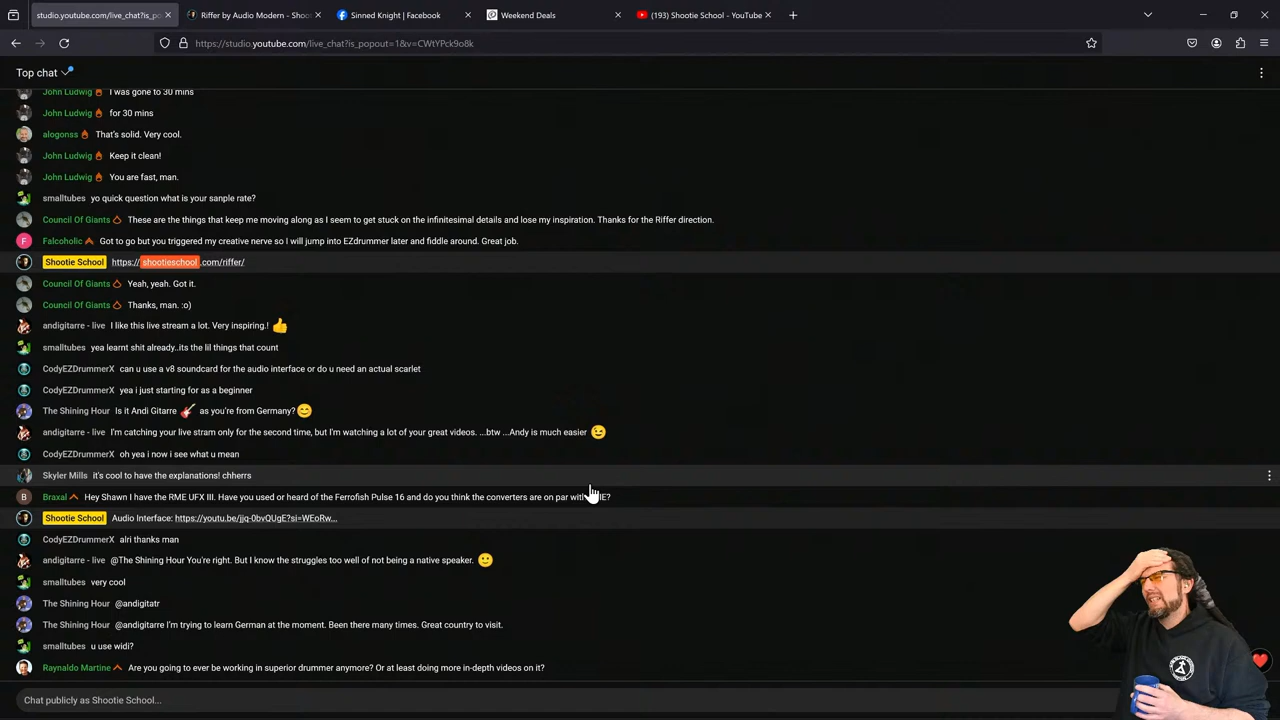 studio.youtube.com/live_chat?is_po
Riffer by Audio Modern - Shoot
Sinned Knight | Facebook
Weekend Deals
(193) Shootie School - YouTube
https://studio.youtube.com/live_chat?is_popout=1&v=CWtYPck9o8k
Top chat
John Ludwig I was gone to 30 mins
John Ludwig for 30 mins
alogonss That's solid. Very cool.
John Ludwig Keep it clean!
John Ludwig You are fast, man.
smalltubes yo quick question what is your sanple rate?
Council Of Giants These are the things that keep me moving along as I seem to get stuck on the infinitesimal details and lose my inspiration. Thanks for the Riffer direction.
Falcoholic Got to go but you triggered my creative nerve so I will jump into EZdrummer later and fiddle around. Great job.
Shootie School https://shootieschool.com/riffer/
Council Of Giants Yeah, yeah. Got it.
Council Of Giants Thanks, man. :o)
andigitarre - live I like this live stream a lot. Very inspiring.! 👍
smalltubes yea learnt shit already..its the lil things that count
CodyEZDrummerX can u use a v8 soundcard for the audio interface or do u need an actual scarlet
CodyEZDrummerX yea i just starting for as a beginner
The Shining Hour Is it Andi Gitarre 🎸 as you're from Germany?😊
andigitarre - live I'm catching your live stram only for the second time, but I'm watching a lot of your great videos. ...btw ...Andy is much easier 😉
CodyEZDrummerX oh yea i now i see what u mean
Skyler Mills it's cool to have the explanations! chherrs
Braxal Hey Shawn I have the RME UFX III. Have you used or heard of the Ferrofish Pulse 16 and do you think the converters are on par with E?
Shootie School Audio Interface: https://youtu.be/jjq-0bvQUgE?si=WEoRw...
CodyEZDrummerX alri thanks man
andigitarre - live @The Shining Hour You're right. But I know the struggles too well of not being a native speaker. 🙂
smalltubes very cool
The Shining Hour @andigitatr
The Shining Hour @andigitarre I'm trying to learn German at the moment. Been there many times. Great country to visit.
smalltubes u use widi?
Raynaldo Martine Are you going to ever be working in superior drummer anymore? Or at least doing more in-depth videos on it?
Chat publicly as Shootie School...